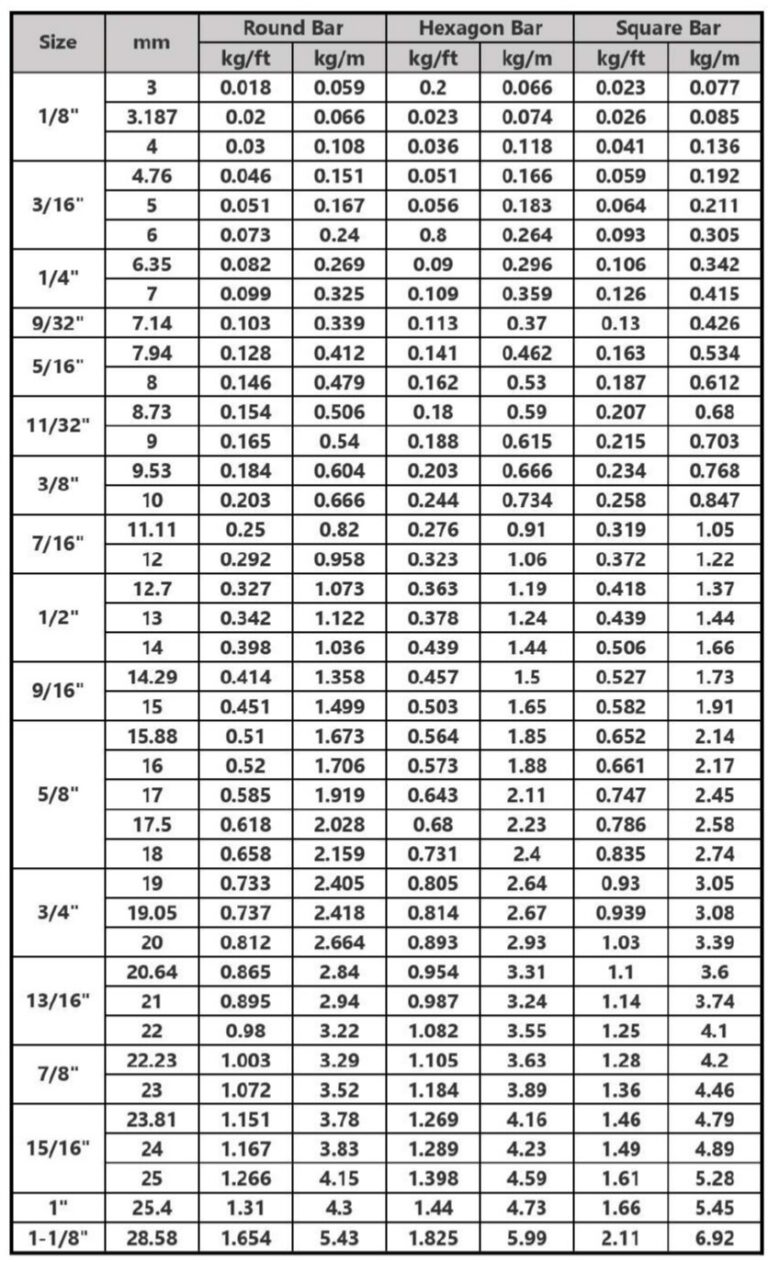 Size mm Round Bar Hexagon Bar Square Bar
kg/ft kg/m kg/ft kg/m kg/ft kg/m
1/8" 3 0.018 0.059 0.2 0.066 0.023 0.077
3.187 0.02 0.066 0.023 0.074 0.026 0.085
4 0.03 0.108 0.036 0.118 0.041 0.136
3/16" 4.76 0.046 0.151 0.051 0.166 0.059 0.192
5 0.051 0.167 0.056 0.183 0.064 0.211
6 0.073 0.24 0.8 0.264 0.093 0.305
1/4" 6.35 0.082 0.269 0.09 0.296 0.106 0.342
7 0.099 0.325 0.109 0.359 0.126 0.415
9/32" 7.14 0.103 0.339 0.113 0.37 0.13 0.426
5/16" 7.94 0.128 0.412 0.141 0.462 0.163 0.534
8 0.146 0.479 0.162 0.53 0.187 0.612
11/32" 8.73 0.154 0.506 0.18 0.59 0.207 0.68
9 0.165 0.54 0.188 0.615 0.215 0.703
3/8" 9.53 0.184 0.604 0.203 0.666 0.234 0.768
10 0.203 0.666 0.244 0.734 0.258 0.847
7/16" 11.11 0.25 0.82 0.276 0.91 0.319 1.05
12 0.292 0.958 0.323 1.06 0.372 1.22
1/2" 12.7 0.327 1.073 0.363 1.19 0.418 1.37
13 0.342 1.122 0.378 1.24 0.439 1.44
14 0.398 1.036 0.439 1.44 0.506 1.66
9/16" 14.29 0.414 1.358 0.457 1.5 0.527 1.73
15 0.451 1.499 0.503 1.65 0.582 1.91
5/8" 15.88 0.51 1.673 0.564 1.85 0.652 2.14
16 0.52 1.706 0.573 1.88 0.661 2.17
17 0.585 1.919 0.643 2.11 0.747 2.45
17.5 0.618 2.028 0.68 2.23 0.786 2.58
18 0.658 2.159 0.731 2.4 0.835 2.74
3/4" 19 0.733 2.405 0.805 2.64 0.93 3.05
19.05 0.737 2.418 0.814 2.67 0.939 3.08
20 0.812 2.664 0.893 2.93 1.03 3.39
13/16" 20.64 0.865 2.84 0.954 3.31 1.1 3.6
21 0.895 2.94 0.987 3.24 1.14 3.74
22 0.98 3.22 1.082 3.55 1.25 4.1
7/8" 22.23 1.003 3.29 1.105 3.63 1.28 4.2
23 1.072 3.52 1.184 3.89 1.36 4.46
15/16" 23.81 1.151 3.78 1.269 4.16 1.46 4.79
24 1.167 3.83 1.289 4.23 1.49 4.89
25 1.266 4.15 1.398 4.59 1.61 5.28
1" 25.4 1.31 4.3 1.44 4.73 1.66 5.45
1-1/8" 28.58 1.654 5.43 1.825 5.99 2.11 6.92